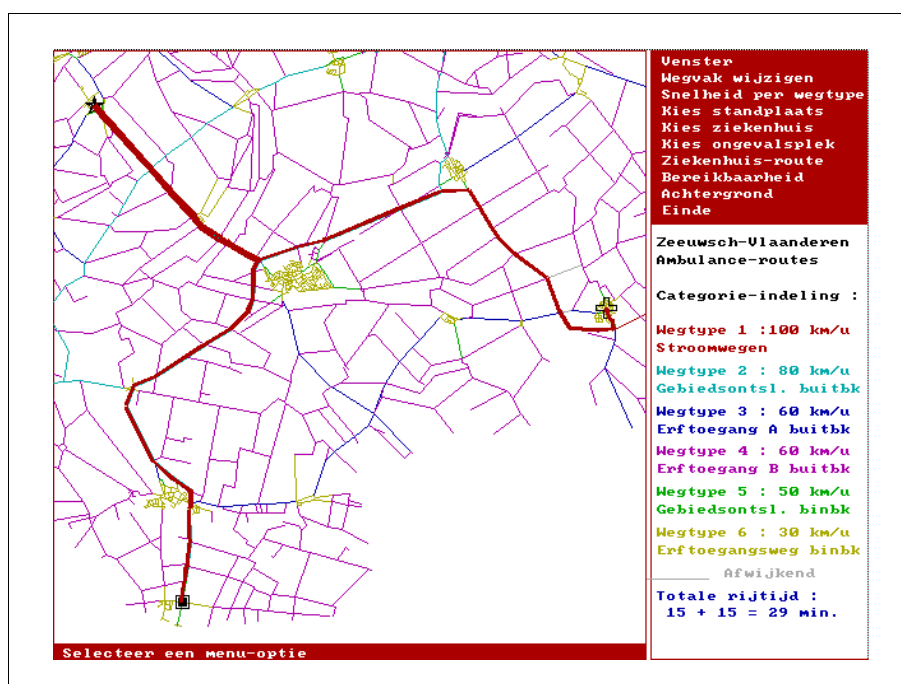 Venster
Wegvak wijzigen
Snelheid per wegtype
Kies standplaats
Kies ziekenhuis
Kies ongevalsplek
Ziekenhuis-route
Bereikbaarheid
Achtergrond
Einde
Zeeuwsch-Vlaanderen
Ambulance-routes
Categorie-indeling :
Wegtype 1 :100 km/u
Stroomwegen
Wegtype 2 : 80 km/u
Gebiedsontsl. buitbk
Wegtype 3 : 60 km/u
Erftoegang A buitbk
Wegtype 4 : 60 km/u
Erftoegang B buitbk
Wegtype 5 : 50 km/u
Gebiedsontsl. binbk
Wegtype 6 : 30 km/u
Erftoegangsweg binbk
Afwijkend
Totale rijtijd :
15 + 15 = 29 min.
Selecteer een menu-optie